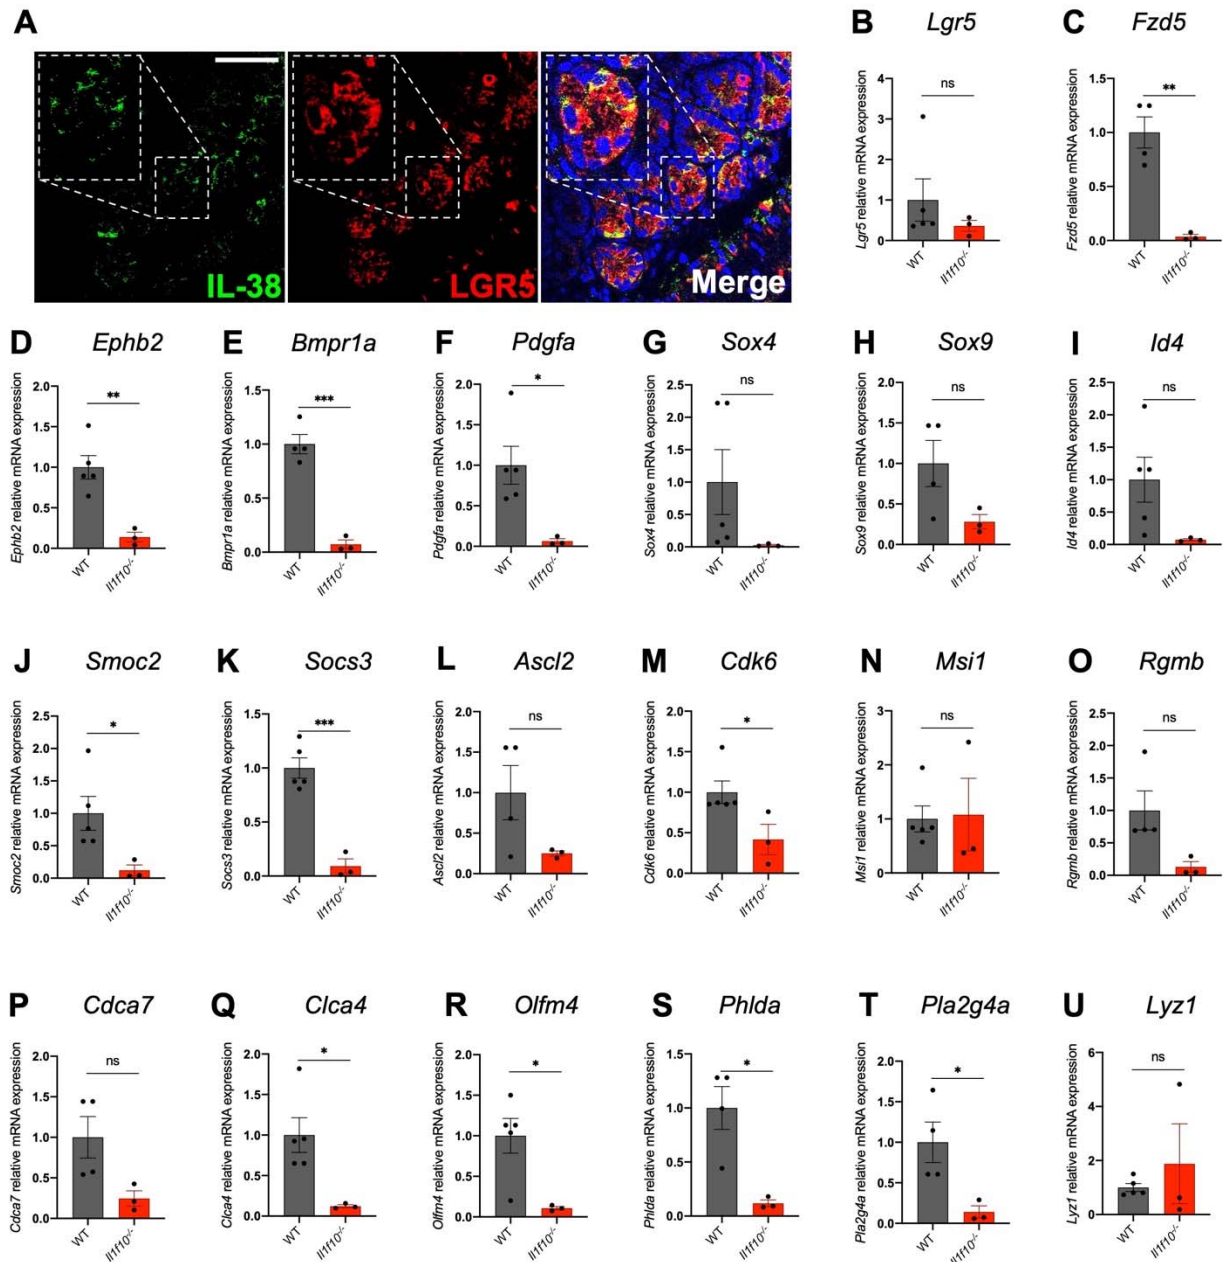 A
IL-38
LGR5
Merge
B
Lgr5
Lgr5 relative mRNA expression
4
3
2
1
0
ns
WT
Il1f10-/-
C
Fzd5
Fzd5 relative mRNA expression
1.5
1.0
0.5
0.0
**
WT
Il1f10-/-
D
Ephb2
Ephb2 relative mRNA expression
2.0
1.5
1.0
0.5
0.0
**
WT
Il1f10-/-
E
Bmpr1a
Bmpr1a relative mRNA expression
1.5
1.0
0.5
0.0
***
WT
Il1f10-/-
F
Pdgfa
Pdgfa relative mRNA expression
2.0
1.5
1.0
0.5
0.0
*
WT
Il1f10-/-
G
Sox4
Sox4 relative mRNA expression
2.5
2.0
1.5
1.0
0.5
0.0
ns
WT
Il1f10-/-
H
Sox9
Sox9 relative mRNA expression
2.0
1.5
1.0
0.5
0.0
ns
WT
Il1f10-/-
I
Id4
Id4 relative mRNA expression
2.5
2.0
1.5
1.0
0.5
0.0
ns
WT
Il1f10-/-
J
Smoc2
Smoc2 relative mRNA expression
2.5
2.0
1.5
1.0
0.5
0.0
*
WT
Il1f10-/-
K
Socs3
Socs3 relative mRNA expression
1.5
1.0
0.5
0.0
***
WT
Il1f10-/-
L
Ascl2
Ascl2 relative mRNA expression
2.0
1.5
1.0
0.5
0.0
ns
WT
Il1f10-/-
M
Cdk6
Cdk6 relative mRNA expression
2.0
1.5
1.0
0.5
0.0
*
WT
Il1f10-/-
N
Msi1
Msi1 relative mRNA expression
3
2
1
0
ns
WT
Il1f10-/-
O
Rgmb
Rgmb relative mRNA expression
2.5
2.0
1.5
1.0
0.5
0.0
ns
WT
Il1f10-/-
P
Cdca7
Cdca7 relative mRNA expression
2.0
1.5
1.0
0.5
0.0
ns
WT
Il1f10-/-
Q
Clca4
Clca4 relative mRNA expression
2.0
1.5
1.0
0.5
0.0
*
WT
Il1f10-/-
R
Olfm4
Olfm4 relative mRNA expression
2.0
1.5
1.0
0.5
0.0
*
WT
Il1f10-/-
S
Phlda
Phlda relative mRNA expression
1.5
1.0
0.5
0.0
*
WT
Il1f10-/-
T
Pla2g4a
Pla2g4a relative mRNA expression
2.0
1.5
1.0
0.5
0.0
*
WT
Il1f10-/-
U
Lyz1
Lyz1 relative mRNA expression
6
4
2
0
ns
WT
Il1f10-/-